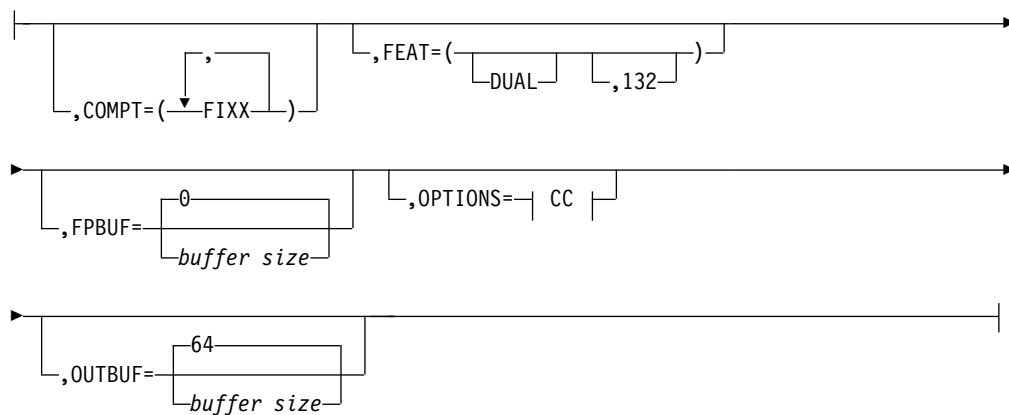 ,
,FEAT=( )
DUAL ,132
,COMPT=( FIXX )
0
,OPTIONS= CC
,FPBUF=
buffer size
64
,OUTBUF=
buffer size